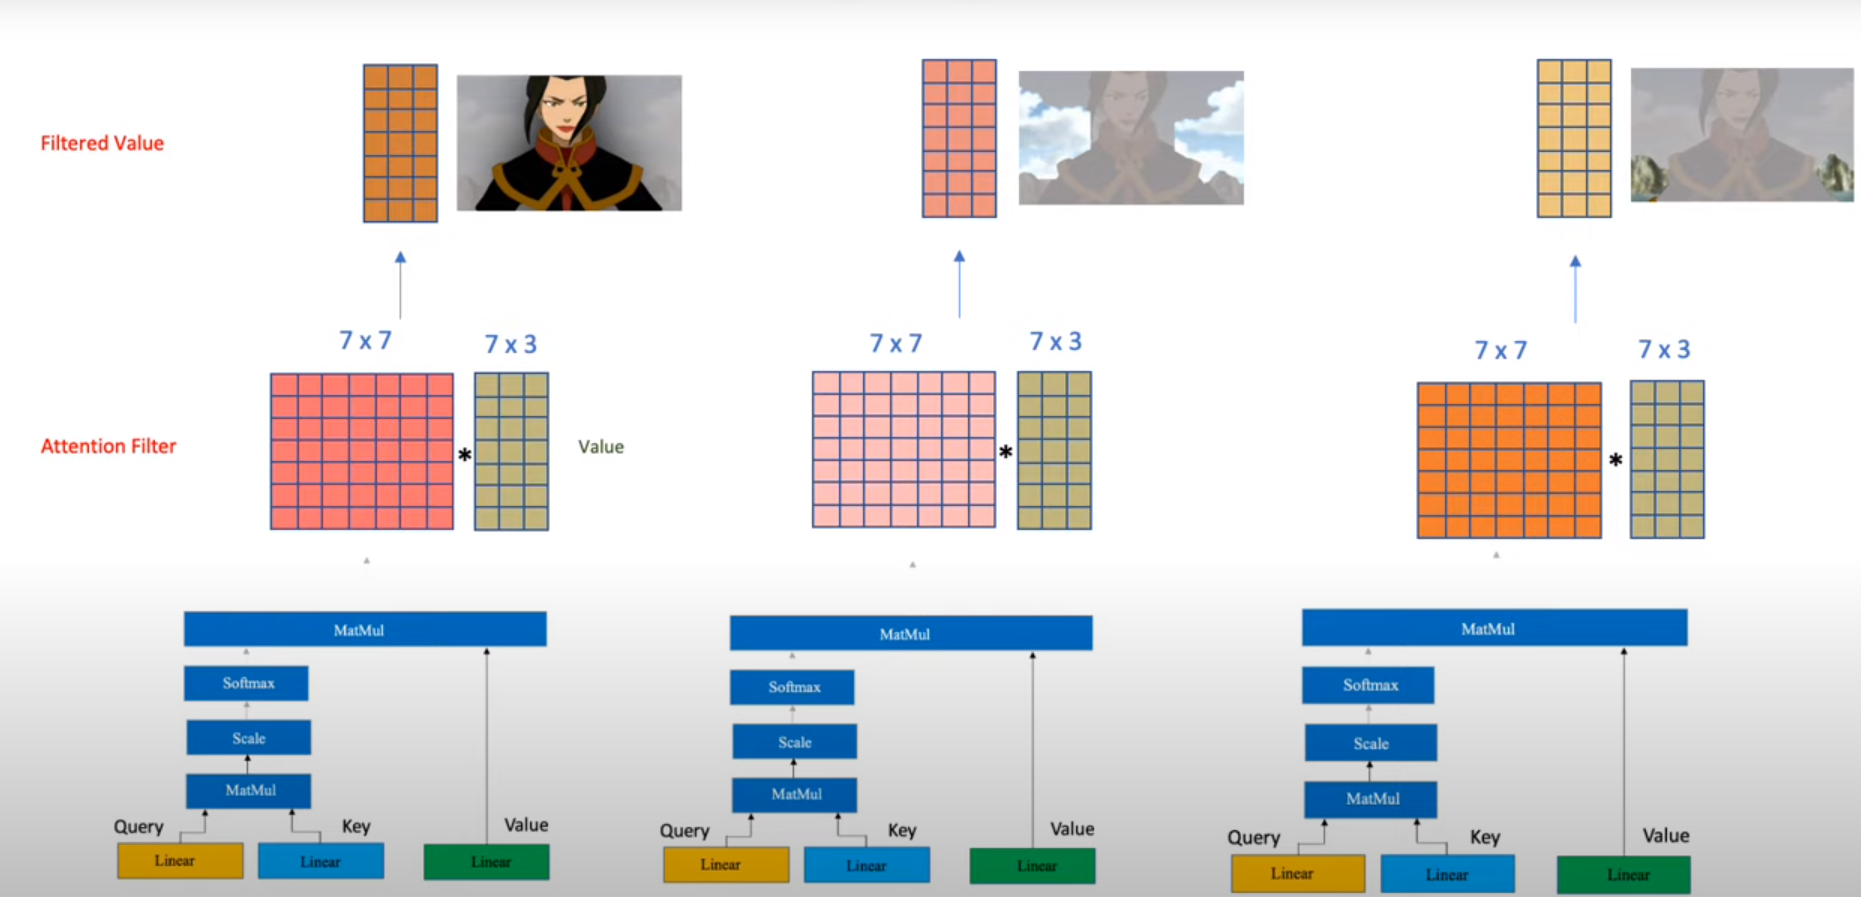 Filtered Value
7 x 7
7 x 3
7 x 7
7 x 3
7 x 7
7 x 3
Attention Filter
*
Value
*
*
MatMul
MatMul
MatMul
Softmax
Softmax
Softmax
Scale
Scale
Scale
MatMul
MatMul
MatMul
Query
Key
Value
Query
Key
Value
Query
Key
Value
Linear
Linear
Linear
Linear
Linear
Linear
Linear
Linear
Linear